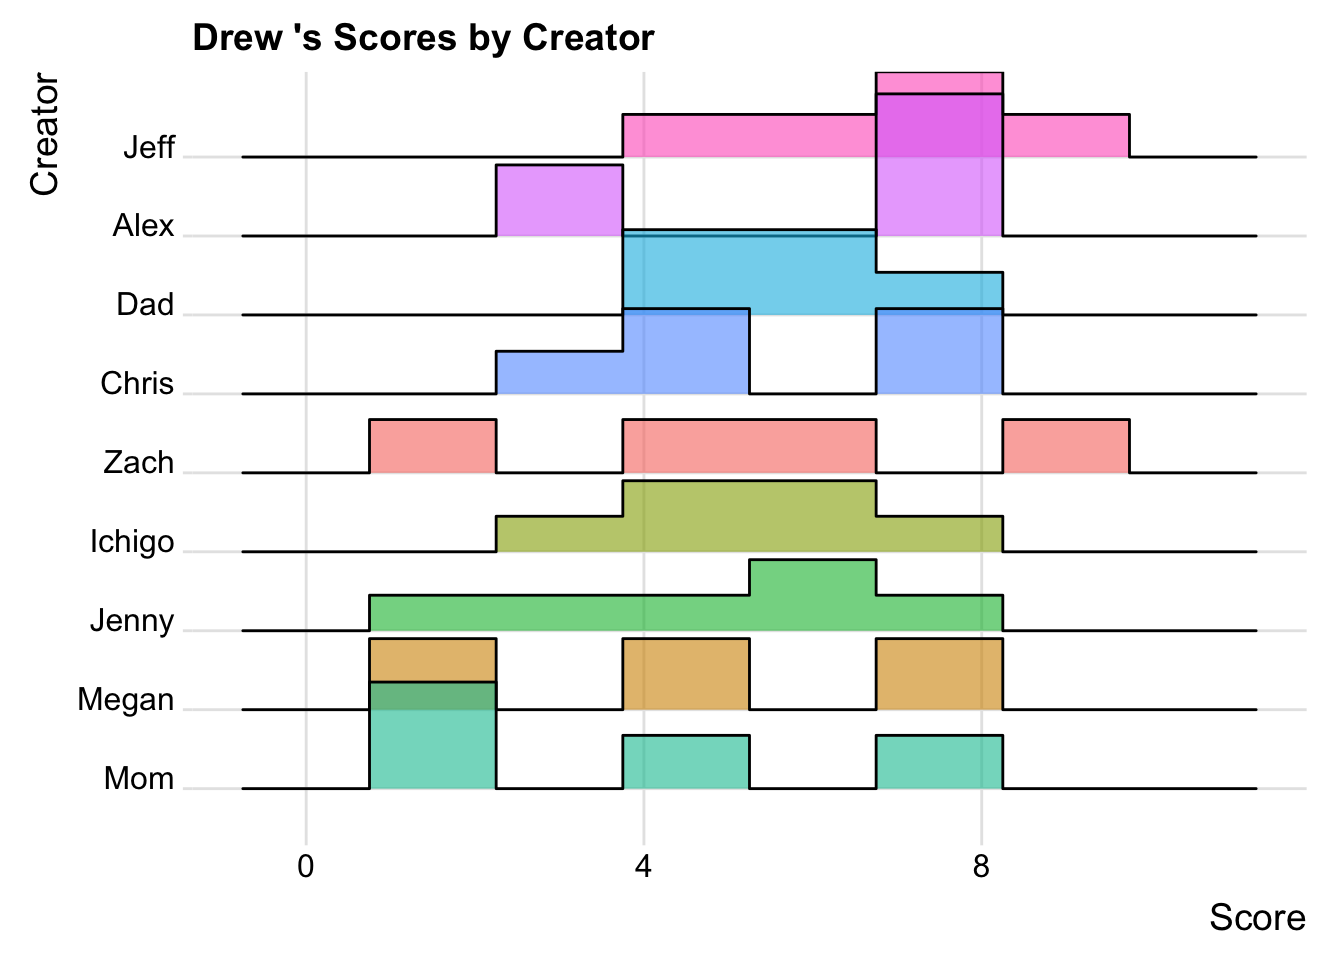 Drew 's Scores by Creator
Creator
Jeff
Alex
Dad
Chris
Zach
Ichigo
Jenny
Megan
Mom
0 4 8
Score